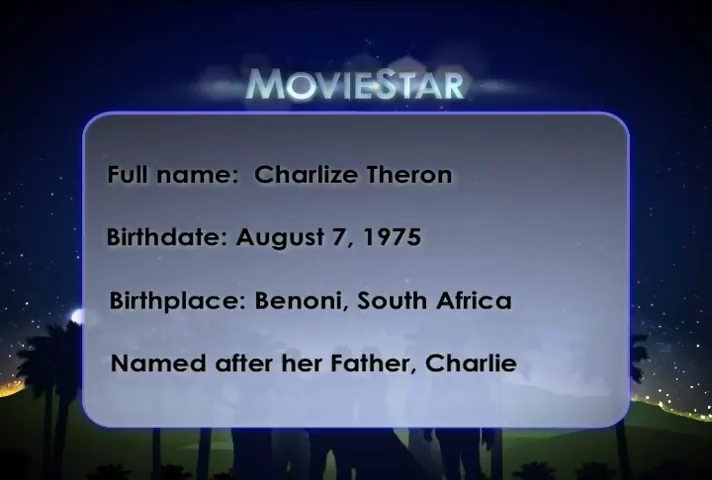 MOVIESTAR
Full name: Charlize Theron
Birthdate: August 7, 1975
Birthplace: Benoni, South Africa
Named after her Father, Charlie